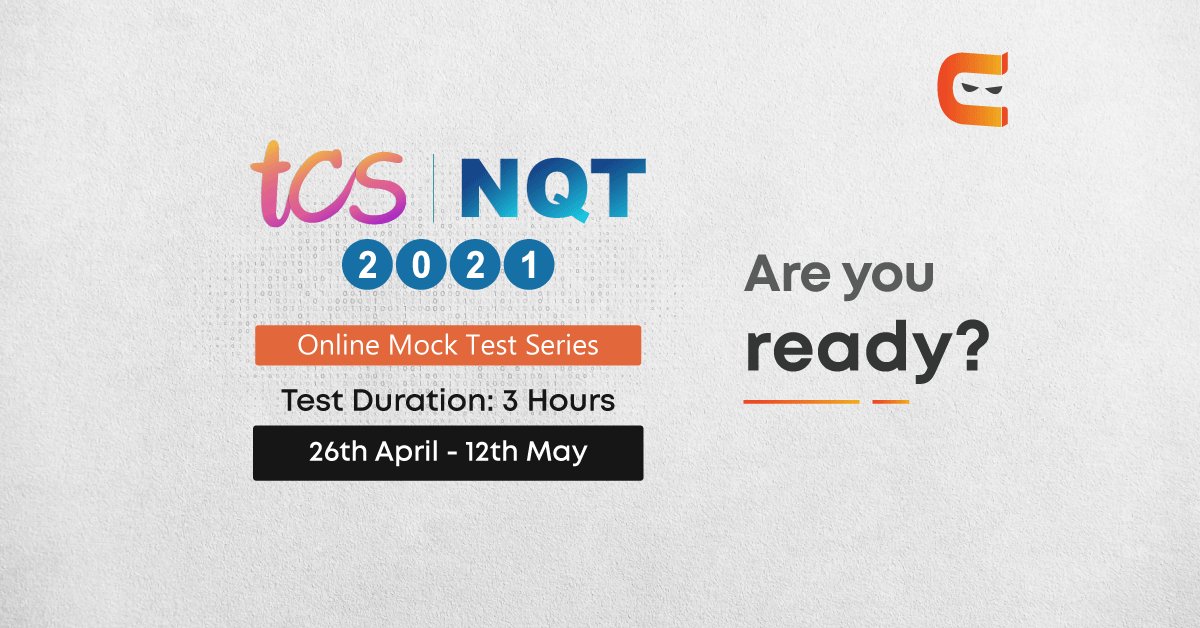 tcs | NQT
2021
Online Mock Test Series
Test Duration: 3 Hours
26th April - 12th May
Are you
ready?